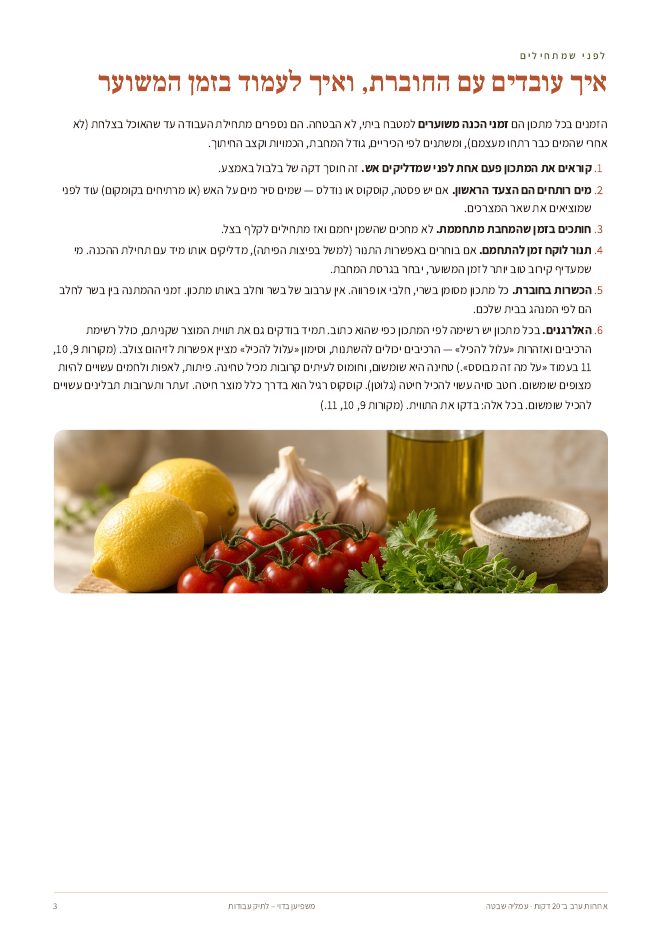 לפני שמתחילים
איך עובדים עם החוברת, ואיך לעמוד בזמן המשוער
הזמנים בכל מתכון הם זמני הכנה משוערים למטבח ביתי, לא הבטחה. הם נספרים מתחילת העבודה עד שהאוכל בצלחת (לא
אחרי שהמים כבר רתחו מעצמם), ומשתנים לפי הכיריים, גודל המחבת, הכמויות וקצב החיתוך.
1. קוראים את המתכון פעם אחת לפני שמדליקים אש. זה חוסך דקה של בלבול באמצע.
2. מים רותחים הם הצעד הראשון. אם יש פסטה, קוסקוס או נודלס — שמים סיר מים על האש (או מרתיחים בקומקום) עוד לפני
שמוציאים את שאר המצרכים.
3. חותכים בזמן שהמחבת מתחממת. לא מחכים שהשמן יחמם ואז מתחילים לקלף בצל.
4. תנור לוקח זמן להתחמם. אם בוחרים באפשרות התנור (למשל בפיצות הפיתה), מדליקים אותו מיד עם תחילת ההכנה. מי
שמעדיף קירוב טוב יותר לזמן המשוער, יבחר בגרסת המחבת.
5. הכשרות בחוברת. כל מתכון מסומן בשרי, חלבי או פרווה. אין ערבוב של בשר וחלב באותו מתכון. זמני ההמתנה בין בשר לחלב
הם לפי המנהג בבית שלכם.
6. האלרגנים. בכל מתכון יש רשימה לפי המתכון כפי שהוא כתוב. תמיד בודקים גם את תווית המוצר שקניתם, כולל רשימת
הרכיבים ואזהרות «עלול להכיל» — הרכיבים יכולים להשתנות, וסימון «עלול להכיל» מציין אפשרות לזיהום צולב. (מקורות 9, 10,
11 בעמוד «על מה זה מבוסס».) טחינה היא שומשום, וחומוס לעיתים קרובות מכיל טחינה. פיתות, לאפות ולחמים עשויים להיות
מצופים שומשום. רוטב סויה עשוי להכיל חיטה (גלוטן). קוסקוס רגיל הוא בדרך כלל מוצר חיטה. זעתר ותערובות תבלינים עשויים
להכיל שומשום. בכל אלה: בדקו את התווית. (מקורות 9, 10, 11.)
ארוחות ערב ב־20 דקות · עמליה שבטה
משפיען בדוי – לתיק עבודות
3